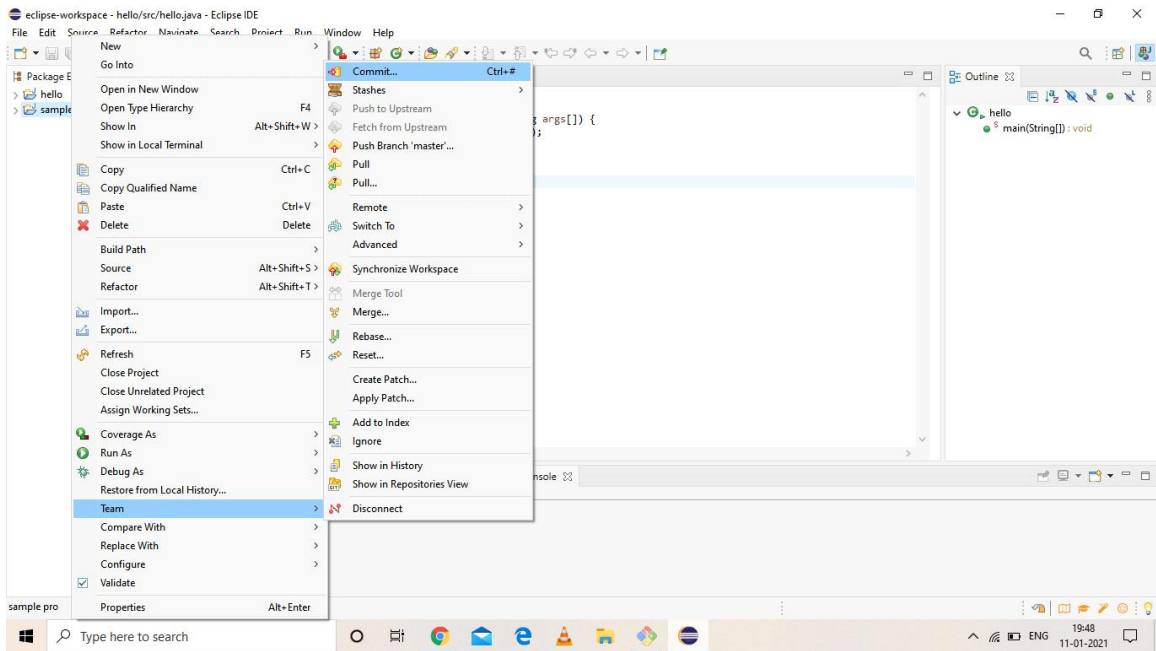 eclipse-workspace - hello/src/hello.java - Eclipse IDE
File Edit Source Refactor Navigate Search Project Run Window Help
Package E
hello
sample
New
Go Into
Open in New Window
Open Type Hierarchy F4
Show In Alt+Shift+W
Show in Local Terminal
Copy Ctrl+C
Copy Qualified Name
Paste Ctrl+V
Delete Delete
Build Path
Source Alt+Shift+S
Refactor Alt+Shift+T
Import...
Export...
Refresh F5
Close Project
Close Unrelated Project
Assign Working Sets...
Coverage As
Run As
Debug As
Restore from Local History...
Team
Compare With
Replace With
Configure
Validate
Properties Alt+Enter
Commit... Ctrl+#
Stashes
Push to Upstream
Fetch from Upstream
Push Branch 'master'...
Pull
Pull...
Remote
Switch To
Advanced
Synchronize Workspace
Merge Tool
Merge...
Rebase...
Reset...
Create Patch...
Apply Patch...
Add to Index
Ignore
Show in History
Show in Repositories View
Disconnect
args[]) {
);
nsole
Outline
hello
main(String[]) : void
sample pro
Type here to search
ENG
19:48
11-01-2021